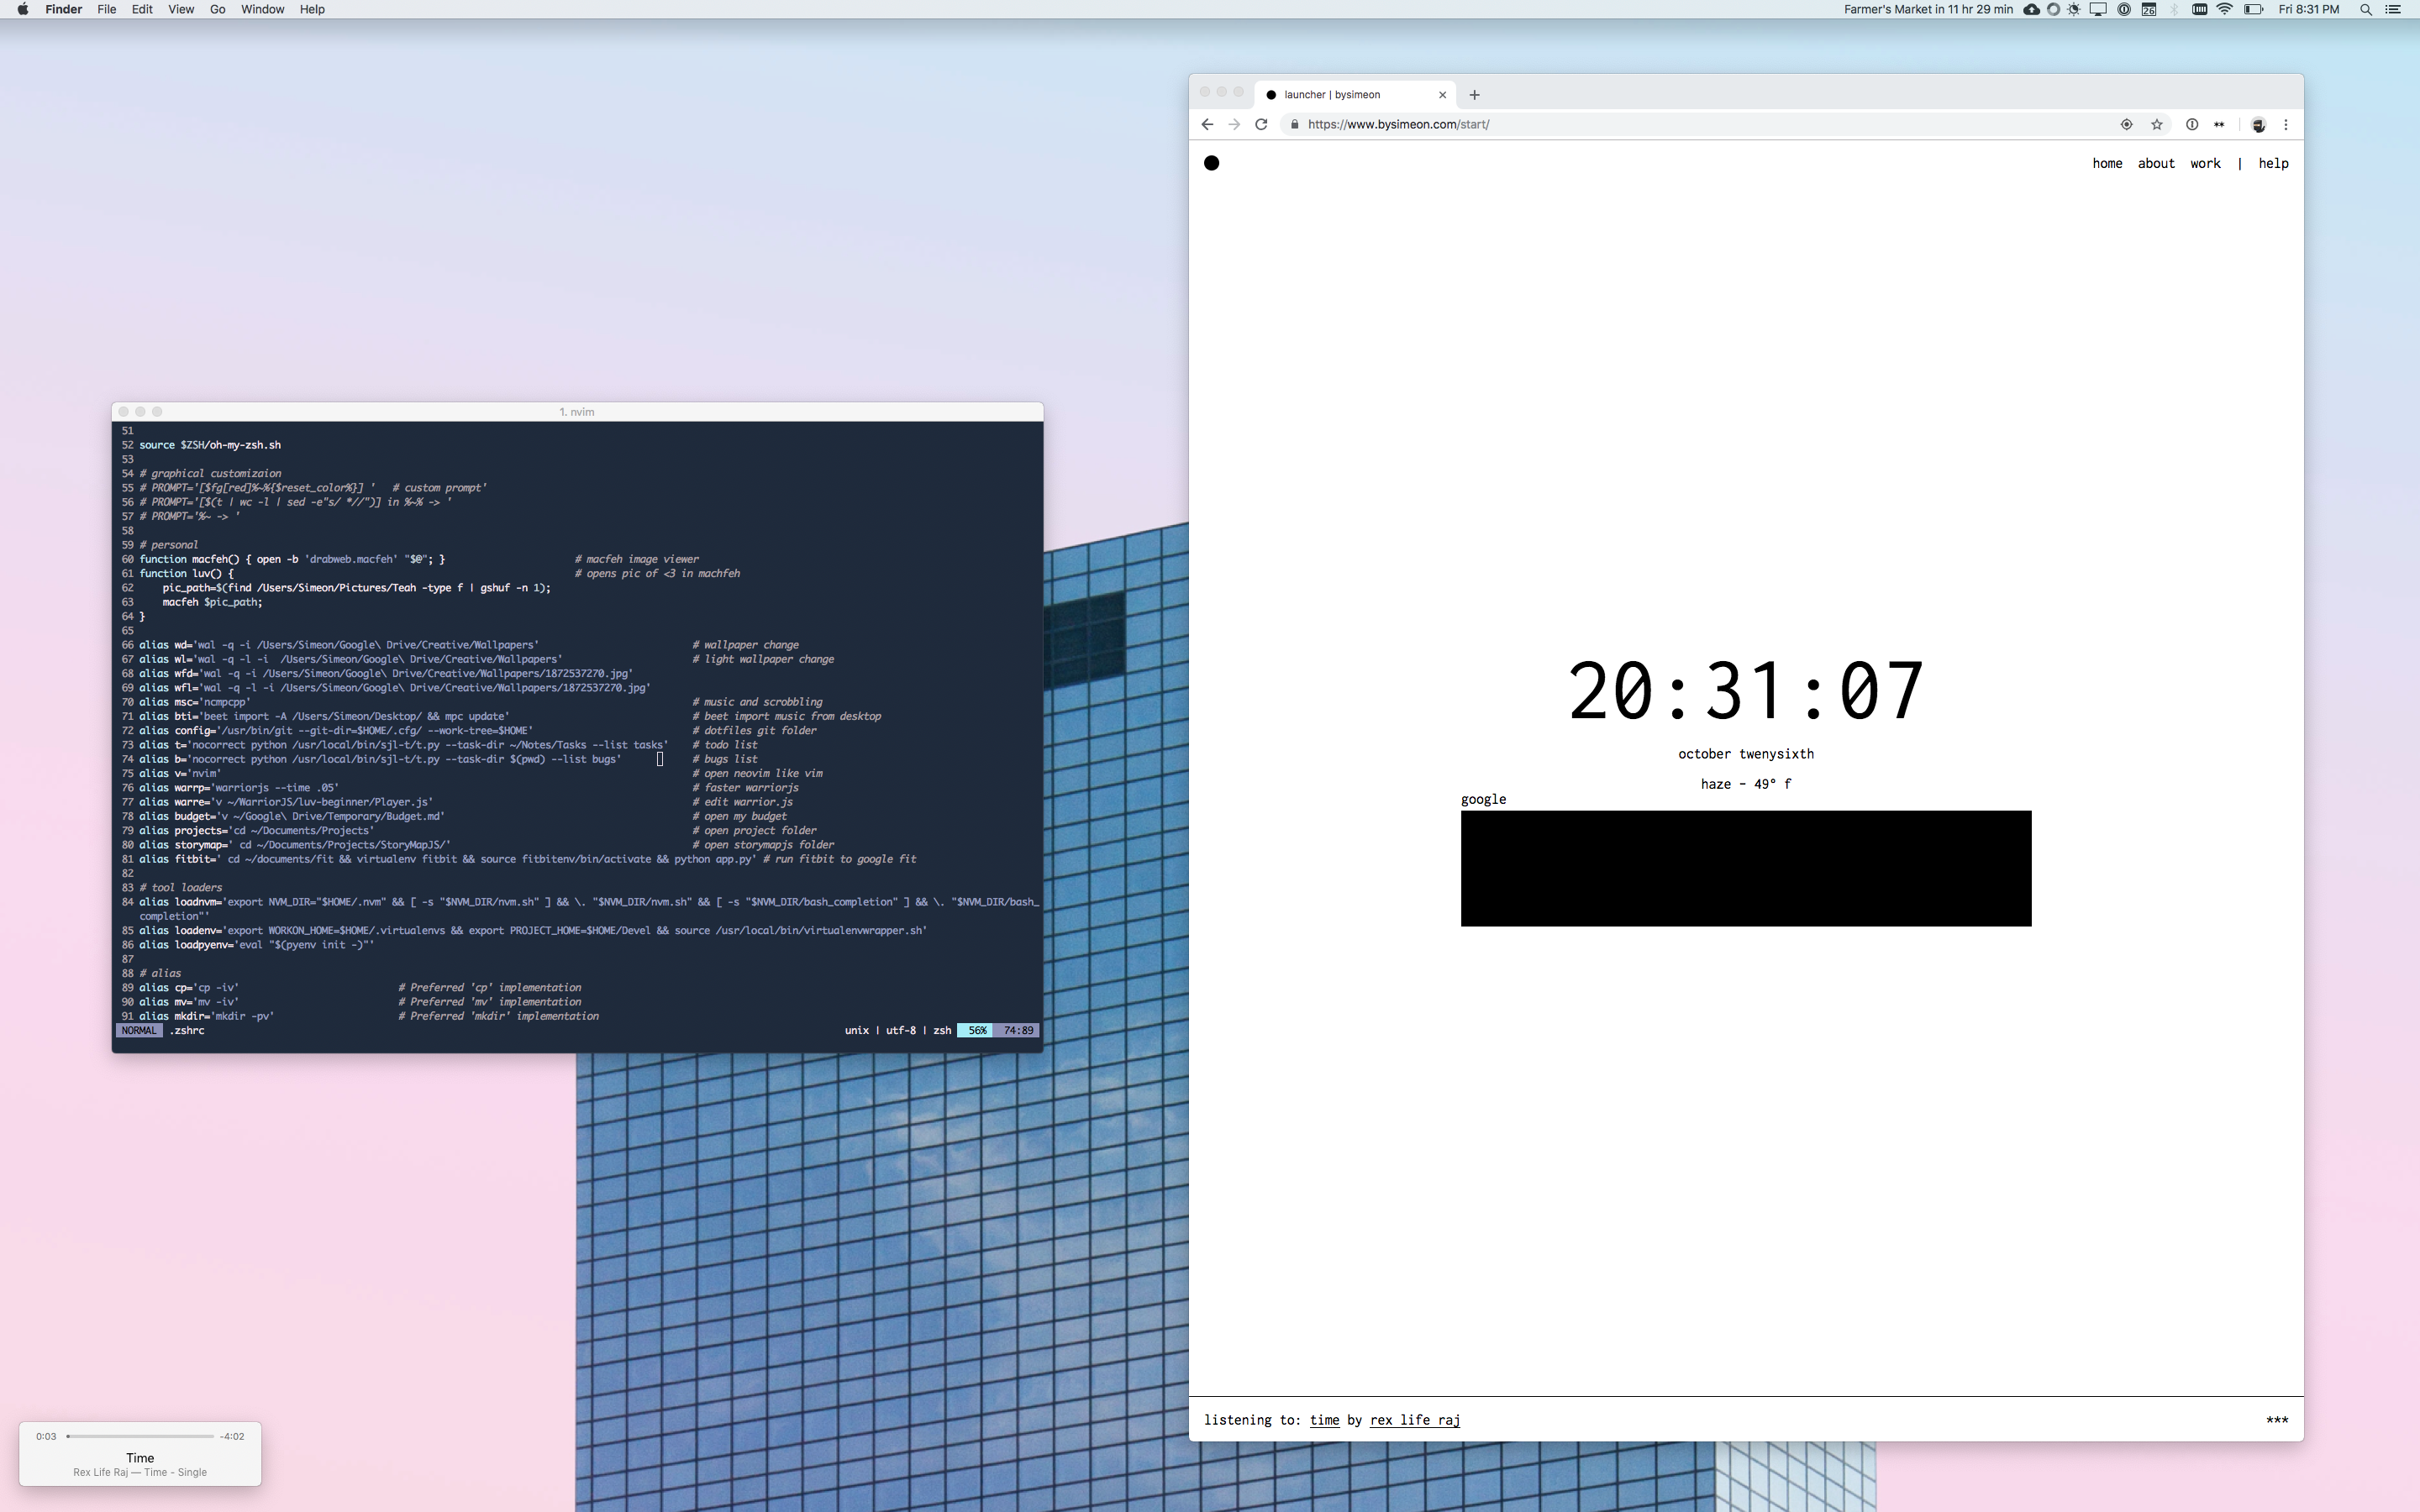 Finder File Edit View Go Window Help
Farmer's Market in 11 hr 29 min 26 Fri 8:31 PM
1. nvim
51
52 source $ZSH/oh-my-zsh.sh
53
54 # graphical customizaion
55 # PROMPT='[$fg[red]%~%{$reset_color%}] ' # custom prompt'
56 # PROMPT='[$(t | wc -l | sed -e"s/ *//")] in %~% -> '
57 # PROMPT='%~ -> '
58
59 # personal
60 function macfeh() { open -b 'drabweb.macfeh' "$@"; } # macfeh image viewer
61 function luv() { # opens pic of <3 in machfeh
62 pic_path=$(find /Users/Simeon/Pictures/Teah -type f | gshuf -n 1);
63 macfeh $pic_path;
64 }
65
66 alias wd='wal -q -i /Users/Simeon/Google\ Drive/Creative/Wallpapers' # wallpaper change
67 alias wl='wal -q -l -i  /Users/Simeon/Google\ Drive/Creative/Wallpapers' # light wallpaper change
68 alias wfd='wal -q -i /Users/Simeon/Google\ Drive/Creative/Wallpapers/1872537270.jpg'
69 alias wfl='wal -q -l -i /Users/Simeon/Google\ Drive/Creative/Wallpapers/1872537270.jpg'
70 alias msc='ncmpcpp' # music and scrobbling
71 alias bti='beet import -A /Users/Simeon/Desktop/ && mpc update' # beet import music from desktop
72 alias config='/usr/bin/git --git-dir=$HOME/.cfg/ --work-tree=$HOME' # dotfiles git folder
73 alias t='nocorrect python /usr/local/bin/sjl-t/t.py --task-dir ~/Notes/Tasks --list tasks' # todo list
74 alias b='nocorrect python /usr/local/bin/sjl-t/t.py --task-dir $(pwd) --list bugs' # bugs list
75 alias v='nvim' # open neovim like vim
76 alias warrp='warriorjs --time .05' # faster warriorjs
77 alias warre='v ~/WarriorJS/luv-beginner/Player.js' # edit warrior.js
78 alias budget='v ~/Google\ Drive/Temporary/Budget.md' # open my budget
79 alias projects='cd ~/Documents/Projects' # open project folder
80 alias storymap=' cd ~/Documents/Projects/StoryMapJS/' # open storymapjs folder
81 alias fitbit=' cd ~/documents/fit && virtualenv fitbit && source fitbitenv/bin/activate && python app.py' # run fitbit to google fit
82
83 # tool loaders
84 alias loadnvm='export NVM_DIR="$HOME/.nvm" && [ -s "$NVM_DIR/nvm.sh" ] && \. "$NVM_DIR/nvm.sh" && [ -s "$NVM_DIR/bash_completion" ] && \. "$NVM_DIR/bash_
completion"'
85 alias loadenv='export WORKON_HOME=$HOME/.virtualenvs && export PROJECT_HOME=$HOME/Devel && source /usr/local/bin/virtualenvwrapper.sh'
86 alias loadpyenv='eval "$(pyenv init -)"'
87
88 # alias
89 alias cp='cp -iv' # Preferred 'cp' implementation
90 alias mv='mv -iv' # Preferred 'mv' implementation
91 alias mkdir='mkdir -pv' # Preferred 'mkdir' implementation
NORMAL .zshrc unix | utf-8 | zsh 56% 74:89
launcher | bysimeon
https://www.bysimeon.com/start/
home about work | help
20:31:07
october twenysixth
haze - 49° f
google
listening to: time by rex life raj ***
0:03 -4:02
Time
Rex Life Raj — Time - Single